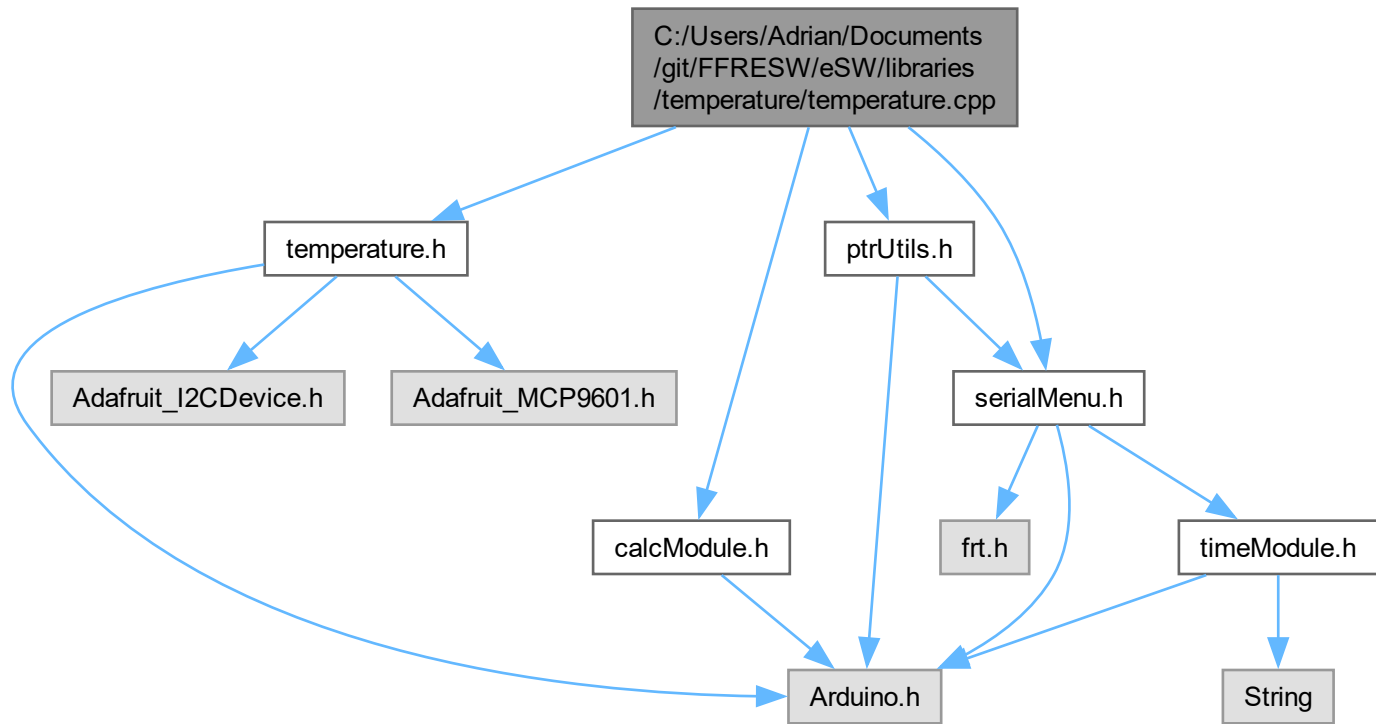 C:/Users/Adrian/Documents
/git/FFRESW/eSW/libraries
/temperature/temperature.cpp
temperature.h
ptrUtils.h
Adafruit_I2CDevice.h
Adafruit_MCP9601.h
serialMenu.h
calcModule.h
frt.h
timeModule.h
Arduino.h
String